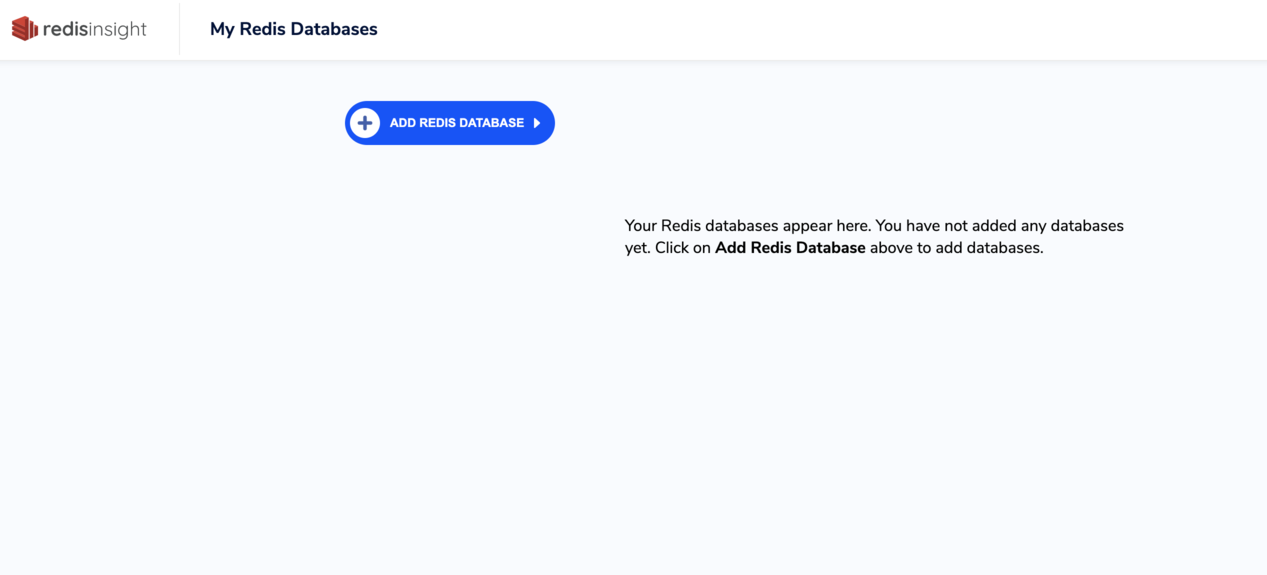 redisinsight
My Redis Databases
ADD REDIS DATABASE
Your Redis databases appear here. You have not added any databases
yet. Click on Add Redis Database above to add databases.